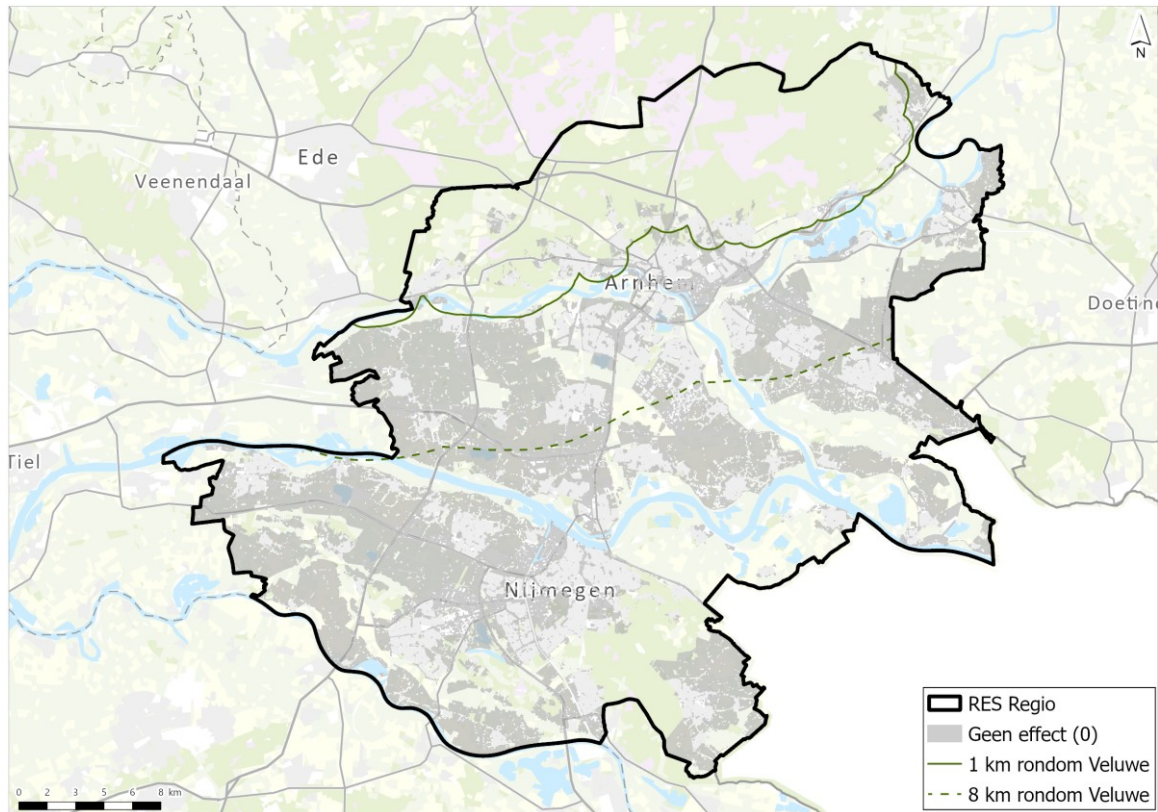 N
Ede
Veenendaal
Arnhem
Doetinc
Tiel
Nijmegen
RES Regio
Geen effect (0)
1 km rondom Veluwe
8 km rondom Veluwe
0 2 3 5 6 8 km